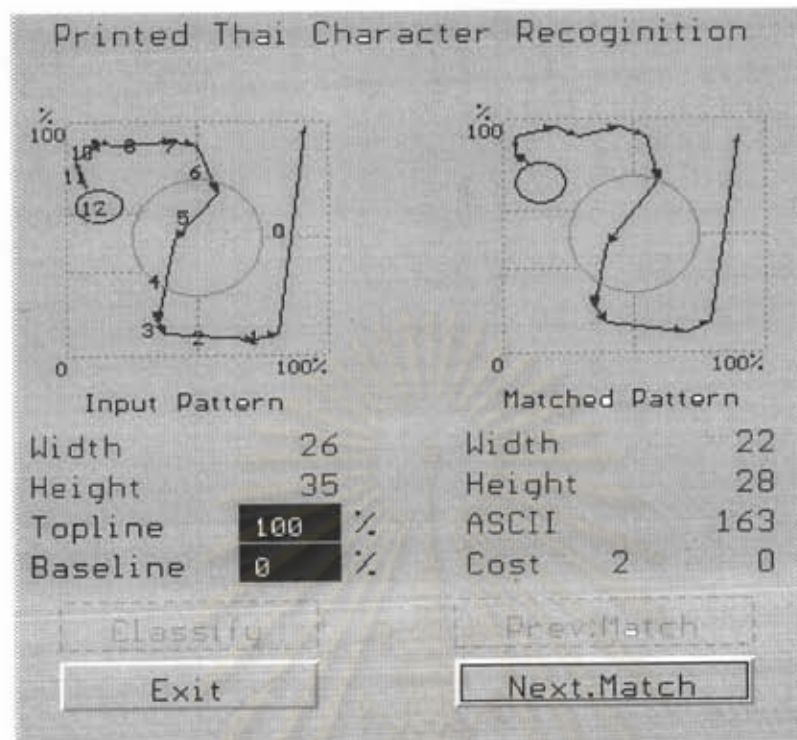 Printed Thai Character Recoginition
%
100
10 8 7
11 6
12 5
0
4
3 2 1
0 100%
Input Pattern
%
100
0 100%
Matched Pattern
Width 26
Height 35
Topline 100 %
Baseline 0 %
Width 22
Height 28
ASCII 163
Cost 2 0
Classify
Prev.Match
Exit
Next.Match